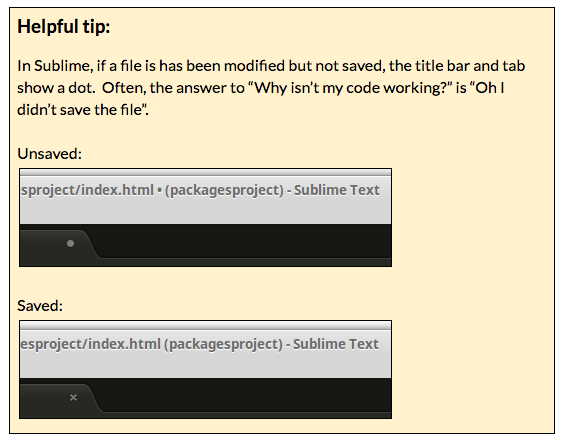 Helpful tip:
In Sublime, if a file is has been modified but not saved, the title bar and tab
show a dot.  Often, the answer to “Why isn’t my code working?” is “Oh I
didn’t save the file”.
Unsaved:
sproject/index.html • (packagesproject) - Sublime Text
Saved:
esproject/index.html (packagesproject) - Sublime Text